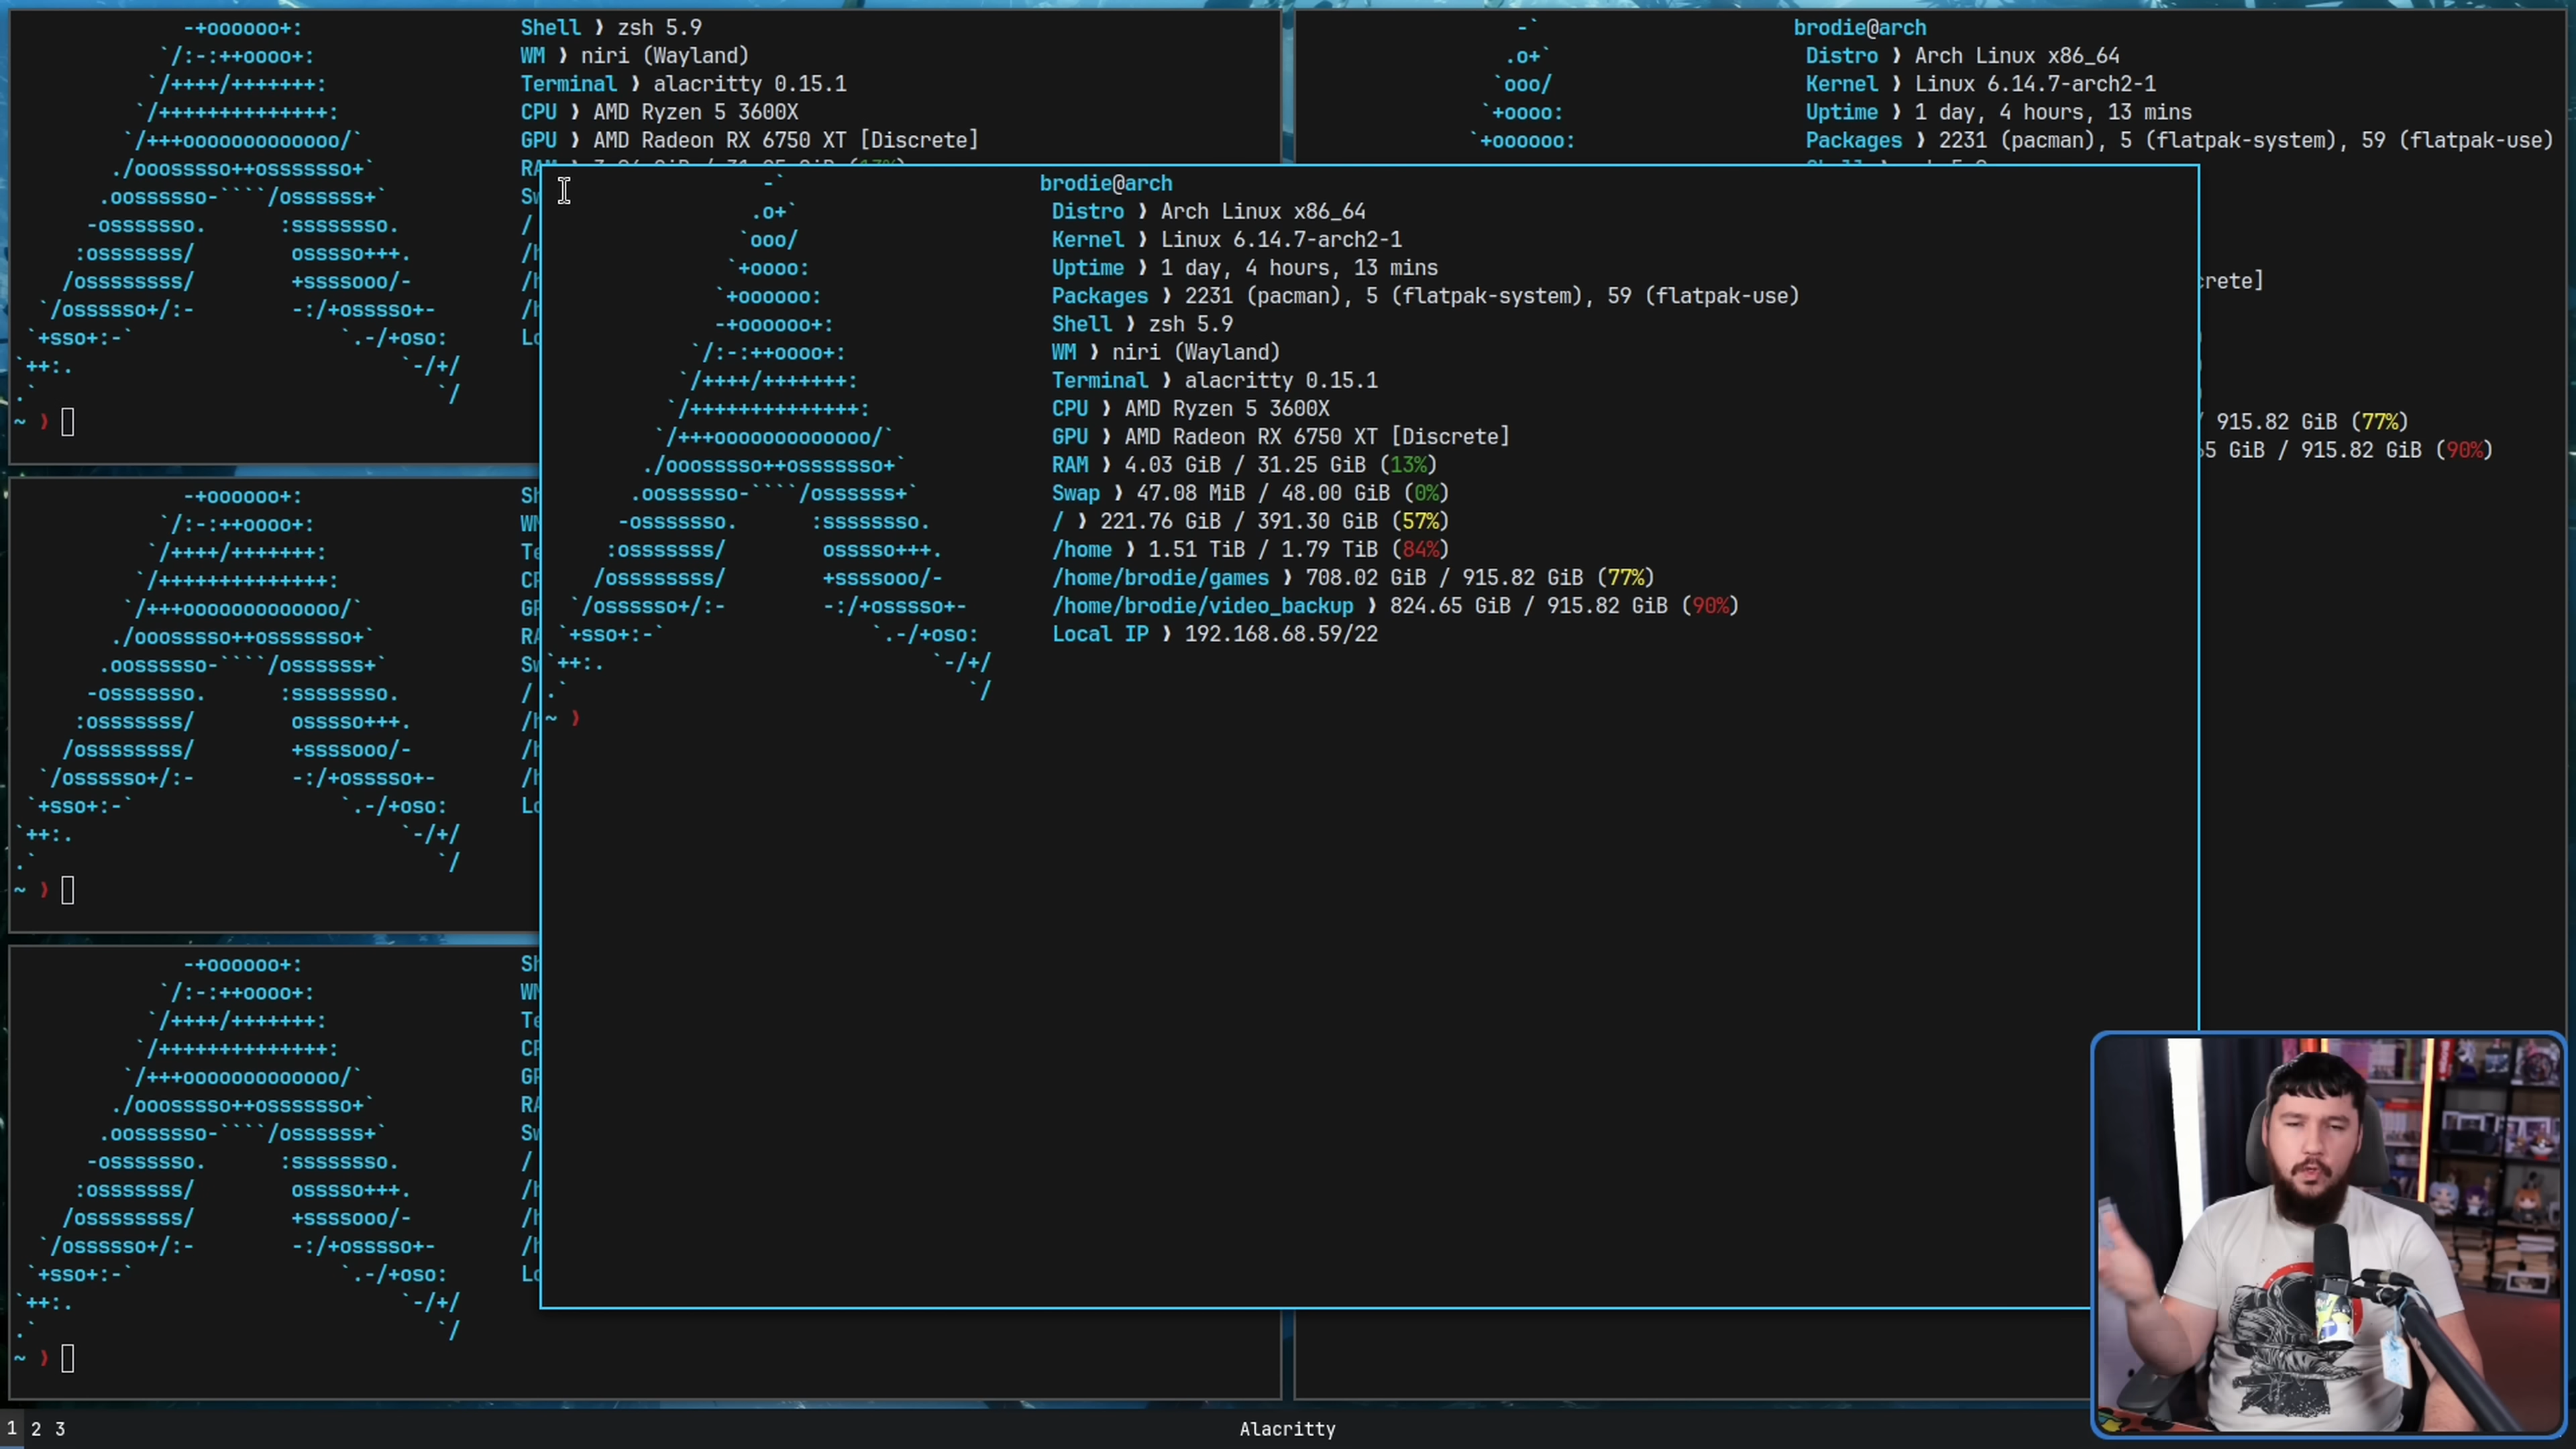 Shell ❯ zsh 5.9
WM ❯ niri (Wayland)
Terminal ❯ alacritty 0.15.1
CPU ❯ AMD Ryzen 5 3600X
GPU ❯ AMD Radeon RX 6750 XT [Discrete]
~ ❯
~ ❯
~ ❯
brodie@arch
Distro ❯ Arch Linux x86_64
Kernel ❯ Linux 6.14.7-arch2-1
Uptime ❯ 1 day, 4 hours, 13 mins
Packages ❯ 2231 (pacman), 5 (flatpak-system), 59 (flatpak-use)
crete]
/ 915.82 GiB (77%)
65 GiB / 915.82 GiB (90%)
brodie@arch
Distro ❯ Arch Linux x86_64
Kernel ❯ Linux 6.14.7-arch2-1
Uptime ❯ 1 day, 4 hours, 13 mins
Packages ❯ 2231 (pacman), 5 (flatpak-system), 59 (flatpak-use)
Shell ❯ zsh 5.9
WM ❯ niri (Wayland)
Terminal ❯ alacritty 0.15.1
CPU ❯ AMD Ryzen 5 3600X
GPU ❯ AMD Radeon RX 6750 XT [Discrete]
RAM ❯ 4.03 GiB / 31.25 GiB (13%)
Swap ❯ 47.08 MiB / 48.00 GiB (0%)
/ ❯ 221.76 GiB / 391.30 GiB (57%)
/home ❯ 1.51 TiB / 1.79 TiB (84%)
/home/brodie/games ❯ 708.02 GiB / 915.82 GiB (77%)
/home/brodie/video_backup ❯ 824.65 GiB / 915.82 GiB (90%)
Local IP ❯ 192.168.68.59/22
~ ❯
1 2 3
Alacritty